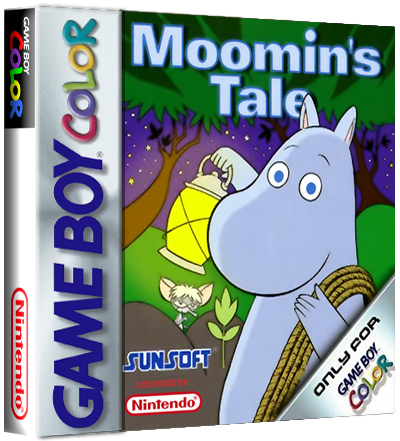 GAME BOY COLOR
Nintendo
GAME BOY COLOR
Moomin's
Tale
SUNSOFT
LICENSED BY
Nintendo
ONLY FOR
GAME BOY
COLOR